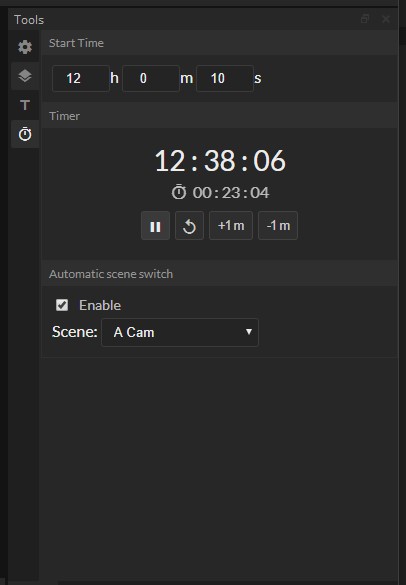 Tools
Start Time
12 h 0 m 10 s
T
Timer
12:38:06
00:23:04
+1 m -1 m
Automatic scene switch
Enable
Scene: A Cam